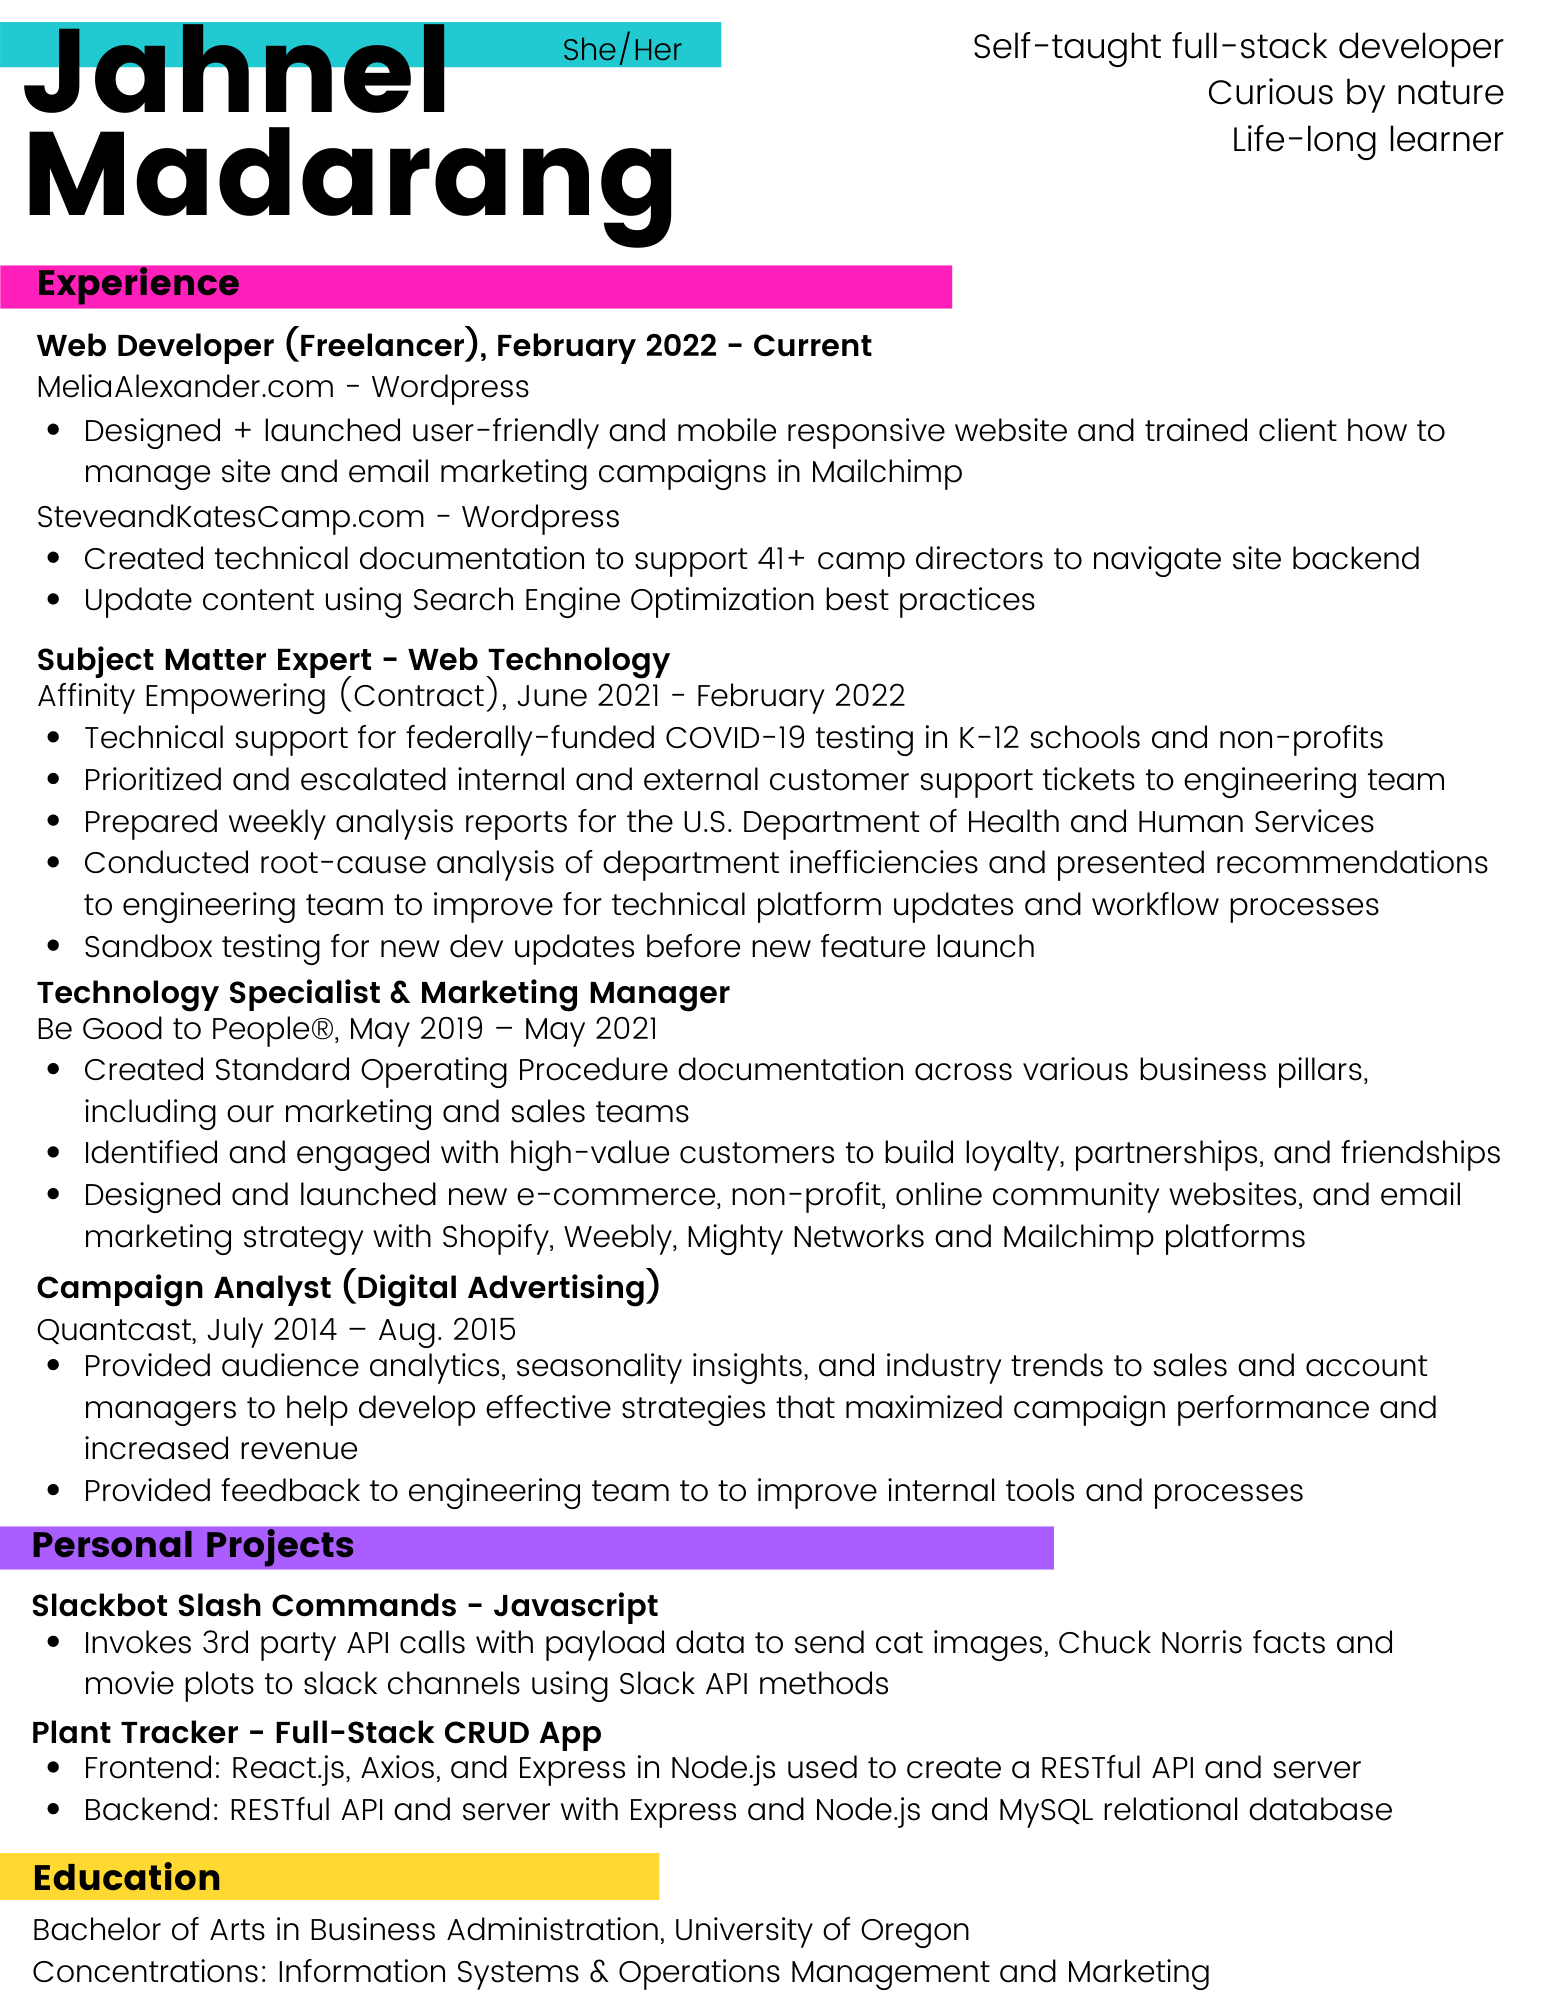 Jahnel
Madarang
She/Her
Self-taught full-stack developer
Curious by nature
Life-long learner
Experience
Web Developer (Freelancer), February 2022 - Current
MeliaAlexander.com - Wordpress
• Designed + launched user-friendly and mobile responsive website and trained client how to
manage site and email marketing campaigns in Mailchimp
SteveandKatesCamp.com - Wordpress
• Created technical documentation to support 41+ camp directors to navigate site backend
• Update content using Search Engine Optimization best practices
Subject Matter Expert - Web Technology
Affinity Empowering (Contract), June 2021 - February 2022
• Technical support for federally-funded COVID-19 testing in K-12 schools and non-profits
• Prioritized and escalated internal and external customer support tickets to engineering team
• Prepared weekly analysis reports for the U.S. Department of Health and Human Services
• Conducted root-cause analysis of department inefficiencies and presented recommendations
to engineering team to improve for technical platform updates and workflow processes
• Sandbox testing for new dev updates before new feature launch
Technology Specialist & Marketing Manager
Be Good to People®, May 2019 – May 2021
• Created Standard Operating Procedure documentation across various business pillars,
including our marketing and sales teams
• Identified and engaged with high-value customers to build loyalty, partnerships, and friendships
• Designed and launched new e-commerce, non-profit, online community websites, and email
marketing strategy with Shopify, Weebly, Mighty Networks and Mailchimp platforms
Campaign Analyst (Digital Advertising)
Quantcast, July 2014 – Aug. 2015
• Provided audience analytics, seasonality insights, and industry trends to sales and account
managers to help develop effective strategies that maximized campaign performance and
increased revenue
• Provided feedback to engineering team to to improve internal tools and processes
Personal Projects
Slackbot Slash Commands - Javascript
• Invokes 3rd party API calls with payload data to send cat images, Chuck Norris facts and
movie plots to slack channels using Slack API methods
Plant Tracker - Full-Stack CRUD App
• Frontend: React.js, Axios, and Express in Node.js used to create a RESTful API and server
• Backend: RESTful API and server with Express and Node.js and MySQL relational database
Education
Bachelor of Arts in Business Administration, University of Oregon
Concentrations: Information Systems & Operations Management and Marketing